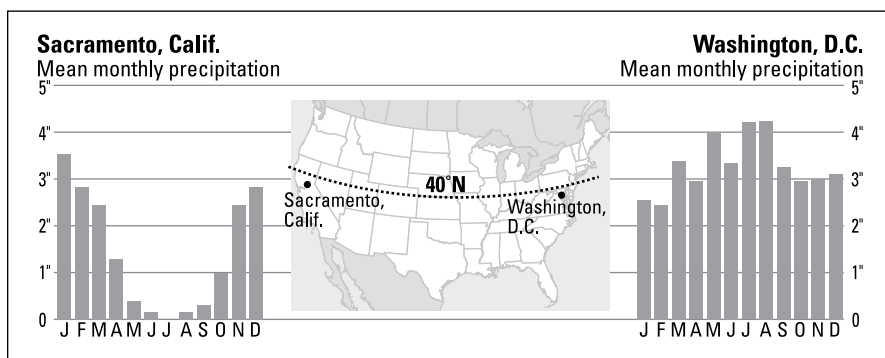 Sacramento, Calif.
Mean monthly precipitation
5"
4"
3"
2"
1"
0
J F M A M J J A S O N D
40°N
Sacramento,
Calif.
Washington,
D.C.
Washington, D.C.
Mean monthly precipitation
5"
4"
3"
2"
1"
0
J F M A M J J A S O N D